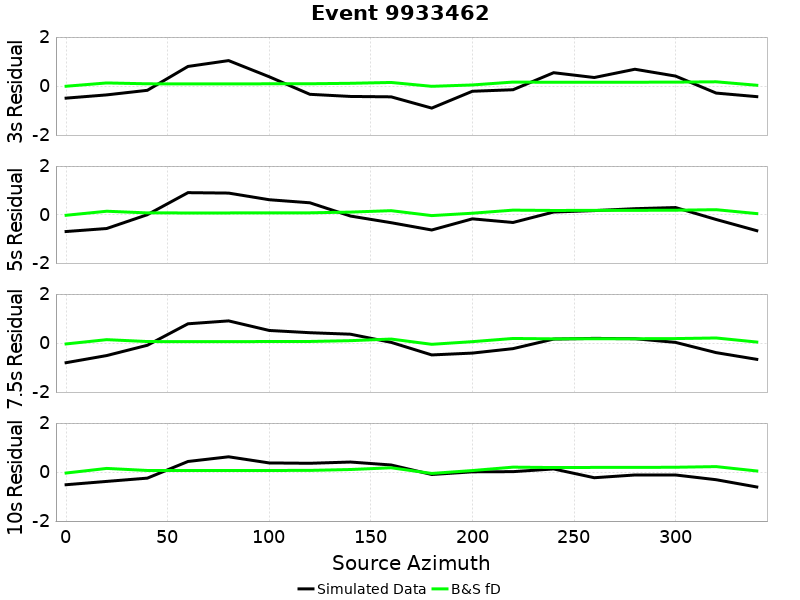 Event 9933462
3s Residual
2
0
-2
5s Residual
2
0
-2
7.5s Residual
2
0
-2
10s Residual
2
0
-2
0 50 100 150 200 250 300
Source Azimuth
Simulated Data B&S fD